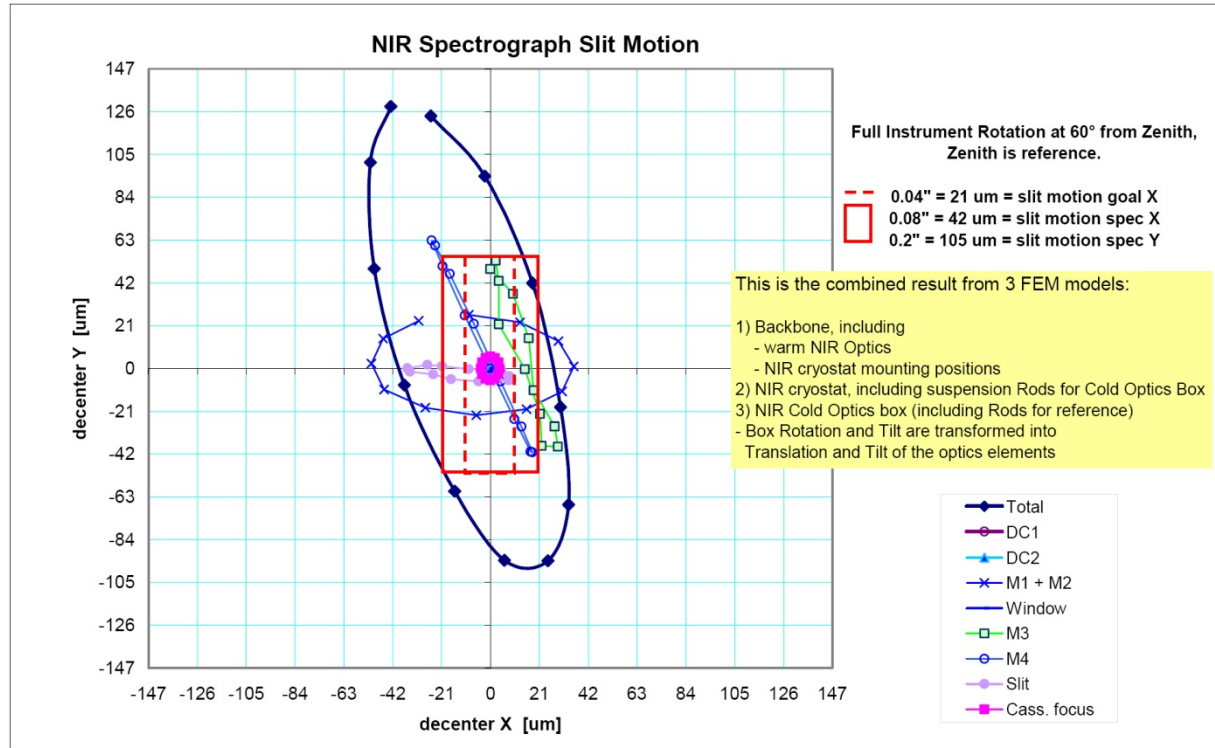 NIR Spectrograph Slit Motion
147
126
105
84
63
42
21
0
-21
-42
-63
-84
-105
-126
-147
decenter Y [um]
-147 -126 -105 -84 -63 -42 -21 0 21 42 63 84 105 126 147
decenter X [um]
Full Instrument Rotation at 60° from Zenith,
Zenith is reference.
0.04" = 21 um = slit motion goal X
0.08" = 42 um = slit motion spec X
0.2" = 105 um = slit motion spec Y
This is the combined result from 3 FEM models:
1) Backbone, including
- warm NIR Optics
- NIR cryostat mounting positions
2) NIR cryostat, including suspension Rods for Cold Optics Box
3) NIR Cold Optics box (including Rods for reference)
- Box Rotation and Tilt are transformed into
Translation and Tilt of the optics elements
Total
DC1
DC2
M1 + M2
Window
M3
M4
Slit
Cass. focus